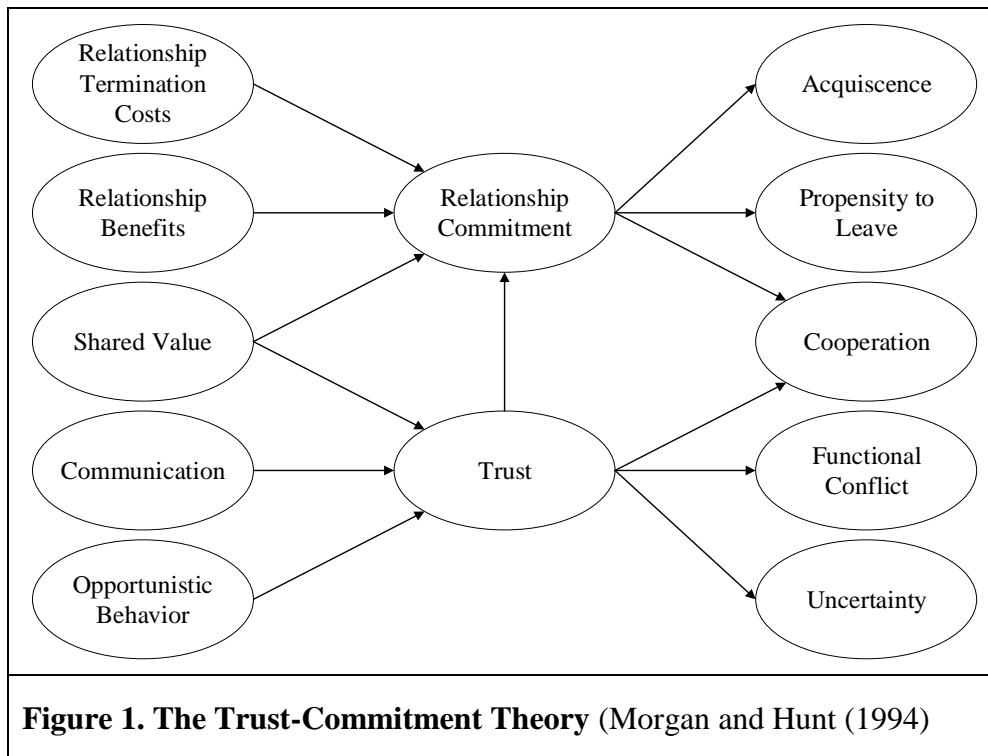 Relationship
Termination
Costs
Acquiscence
Relationship
Benefits
Relationship
Commitment
Propensity to
Leave
Shared Value
Cooperation
Communication
Trust
Functional
Conflict
Opportunistic
Behavior
Uncertainty
Figure 1. The Trust-Commitment Theory (Morgan and Hunt (1994)